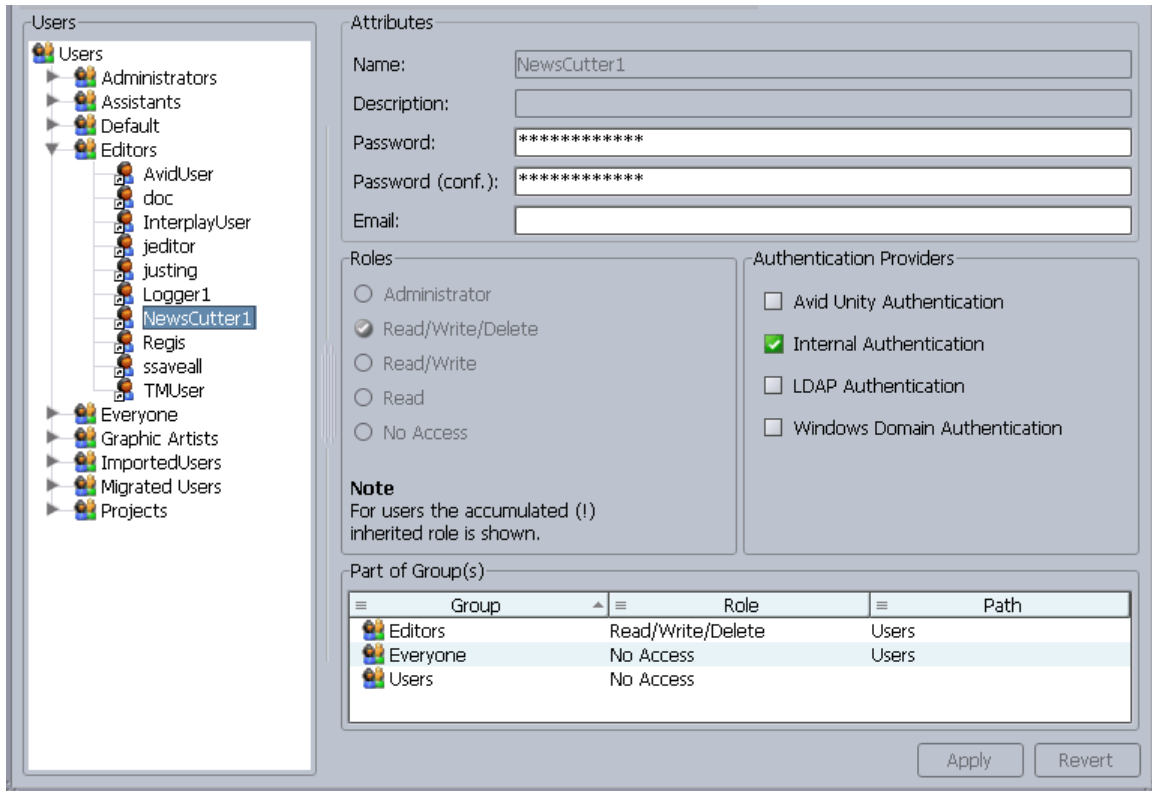 Users
Users
Administrators
Assistants
Default
Editors
AvidUser
doc
InterplayUser
jeditor
justing
Logger1
NewsCutter1
Regis
ssaveall
TMUser
Everyone
Graphic Artists
ImportedUsers
Migrated Users
Projects
Attributes
Name: NewsCutter1
Description:
Password: ************
Password (conf.): ************
Email:
Roles
Administrator
Read/Write/Delete
Read/Write
Read
No Access
Note
For users the accumulated (!)
inherited role is shown.
Authentication Providers
Avid Unity Authentication
Internal Authentication
LDAP Authentication
Windows Domain Authentication
Part of Group(s)
Group Role Path
Editors Read/Write/Delete Users
Everyone No Access Users
Users No Access
Apply Revert